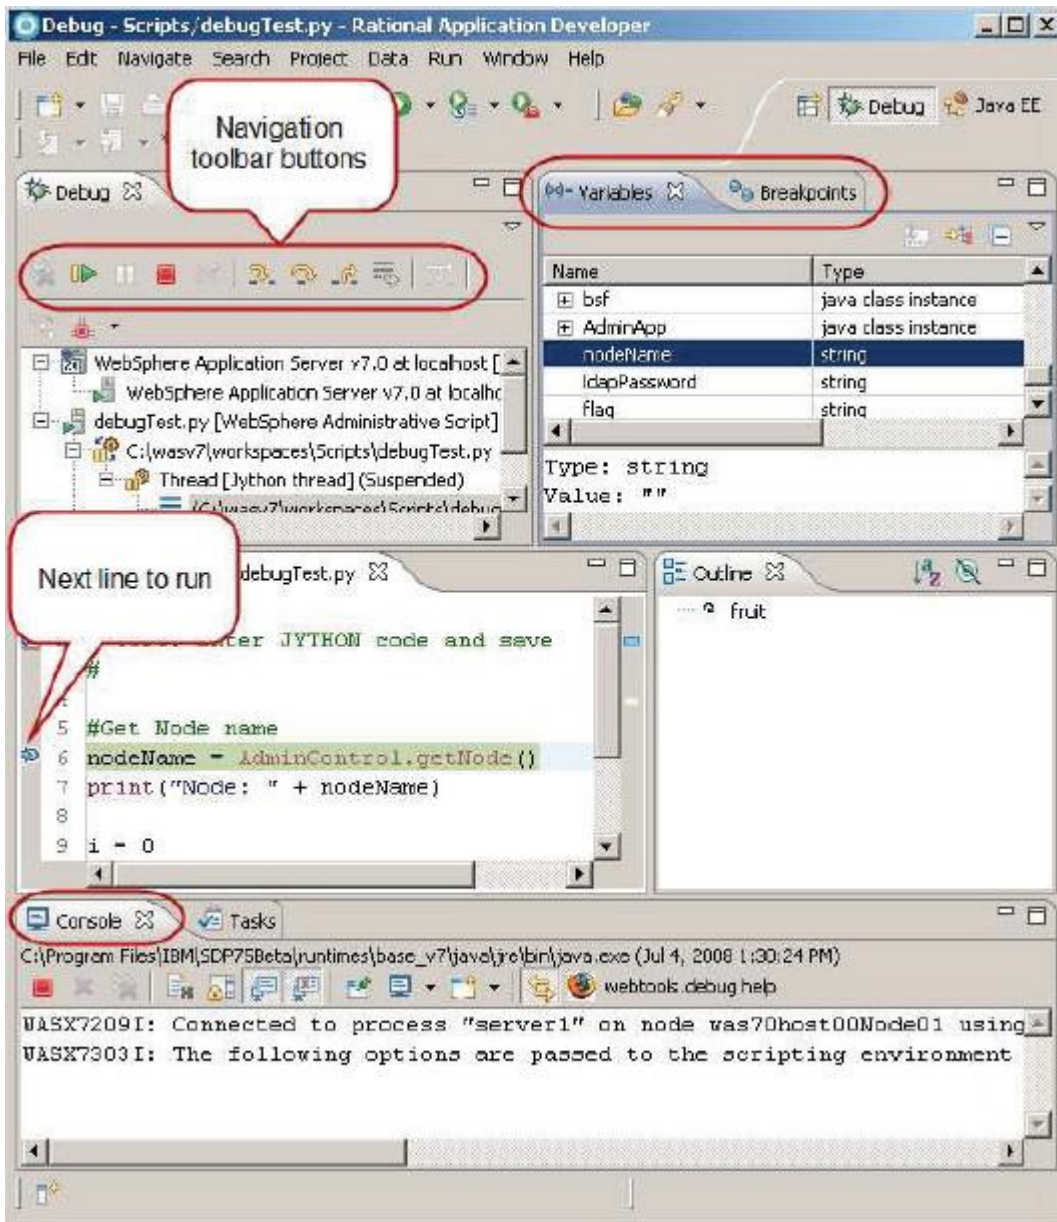 Debug - Scripts/debugTest.py - Rational Application Developer
File Edit Navigate Search Project Data Run Window Help
Navigation
toolbar buttons
Debug
Java EE
Debug
Variables
Breakpoints
Name
Type
bsf
java class instance
AdminApp
java class instance
nodeName
string
ldapPassword
string
flag
string
Type: string
Value: ""
WebSphere Application Server v7.0 at localhost [
WebSphere Application Server v7.0 at localhc
debugTest.py [WebSphere Administrative Script]
C:\wasv7\workspaces\Scripts\debugTest.py
Thread [Jython thread] (Suspended)
(C:\wasv7\workspaces\Scripts\debug
Next line to run
debugTest.py
Outline
fruit
JYTHON code and save
#
5 #Get Node name
6 nodeName = AdminControl.getNode()
7 print("Node: " + nodeName)
8
9 i = 0
Console
Tasks
C:\Program Files\IBM\SDP75Beta\runtimes\base_v7\java\jre\bin\java.exe (Jul 4, 2008 1:30:24 PM)
webtools.debug help
WASX7209I: Connected to process "server1" on node was70host00Node01 using
WASX7303I: The following options are passed to the scripting environment